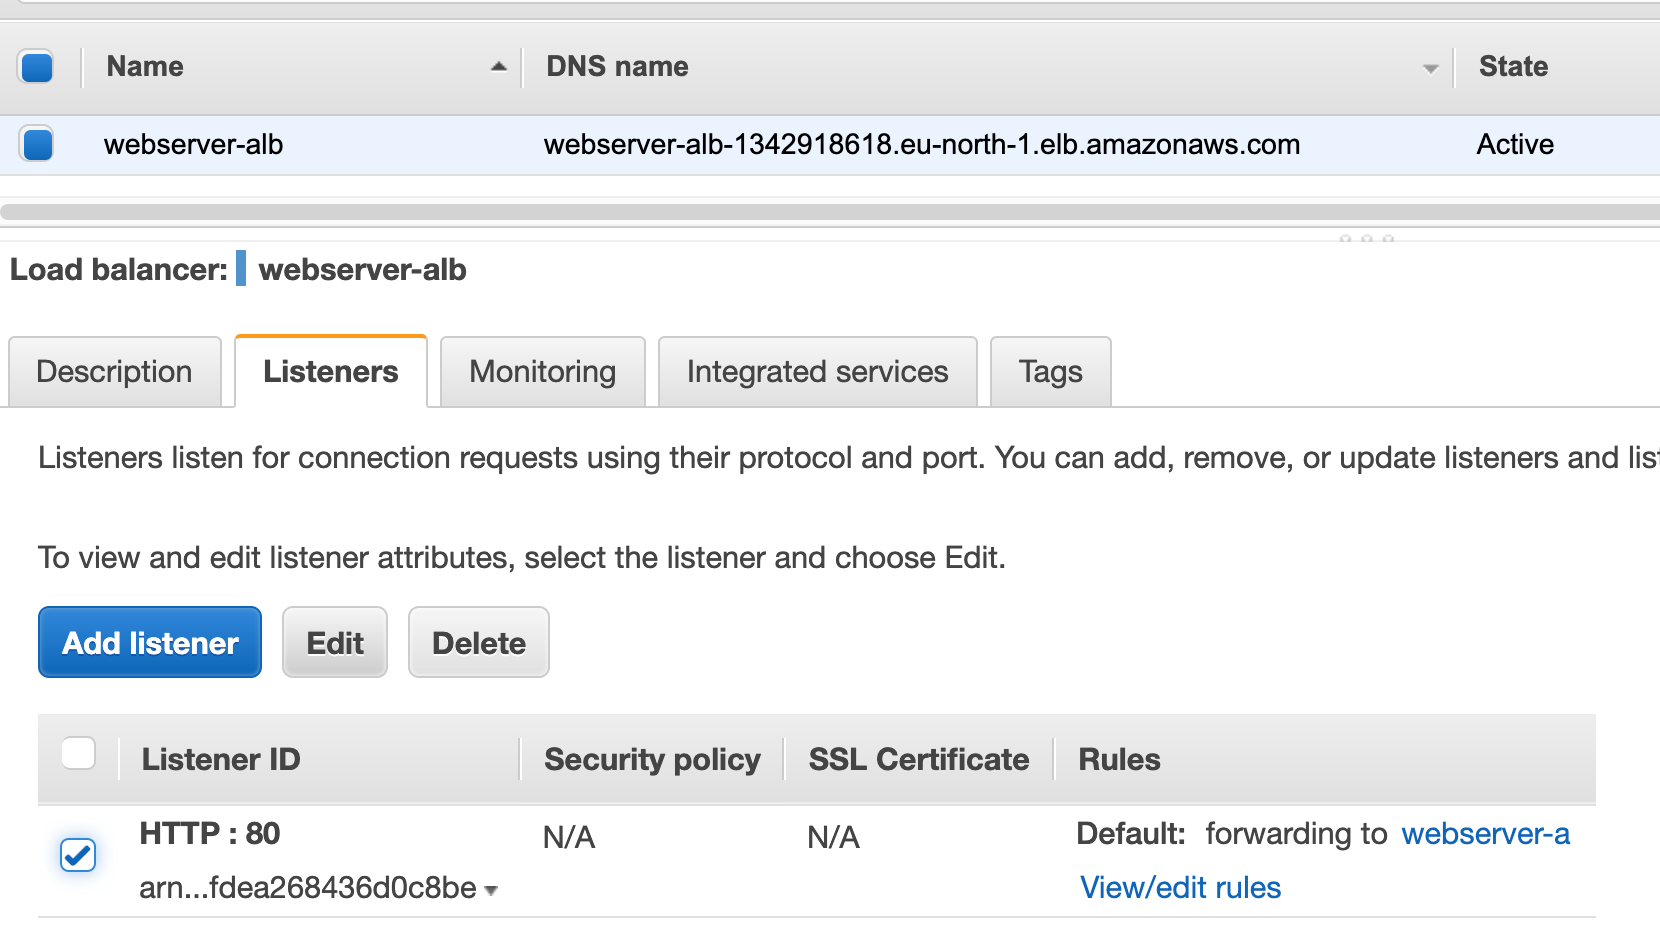 Name DNS name State
webserver-alb webserver-alb-1342918618.eu-north-1.elb.amazonaws.com Active
Load balancer: webserver-alb
Description Listeners Monitoring Integrated services Tags
Listeners listen for connection requests using their protocol and port. You can add, remove, or update listeners and lis
To view and edit listener attributes, select the listener and choose Edit.
Add listener Edit Delete
Listener ID Security policy SSL Certificate Rules
HTTP : 80 N/A N/A Default: forwarding to webserver-a
arn...fdea268436d0c8be View/edit rules